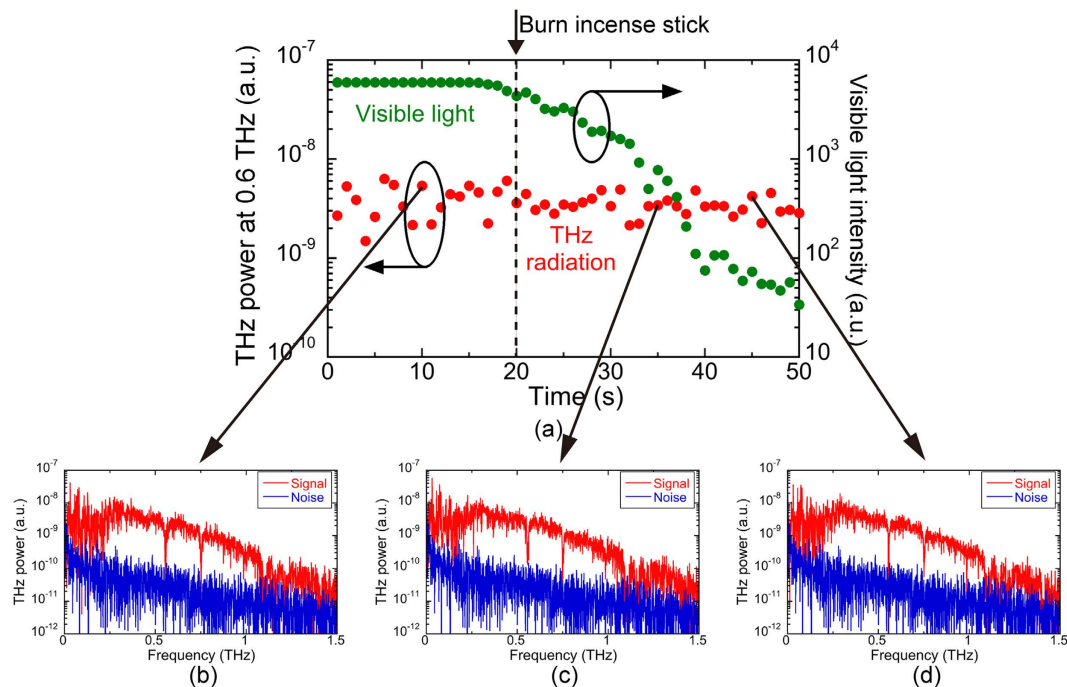 Burn incense stick
THz power at 0.6 THz (a.u.)
10^-7
10^-8
10^-9
10^-10
Visible light
THz
radiation
10^4
10^3
10^2
10
Visible light intensity (a.u.)
0 10 20 30 40 50
Time (s)
(a)
THz power (a.u.)
10^-7
10^-8
10^-9
10^-10
10^-11
10^-12
Signal
Noise
0 0.5 1 1.5
Frequency (THz)
(b)
THz power (a.u.)
10^-7
10^-8
10^-9
10^-10
10^-11
10^-12
Signal
Noise
0 0.5 1 1.5
Frequency (THz)
(c)
THz power (a.u.)
10^-7
10^-8
10^-9
10^-10
10^-11
10^-12
Signal
Noise
0 0.5 1 1.5
Frequency (THz)
(d)